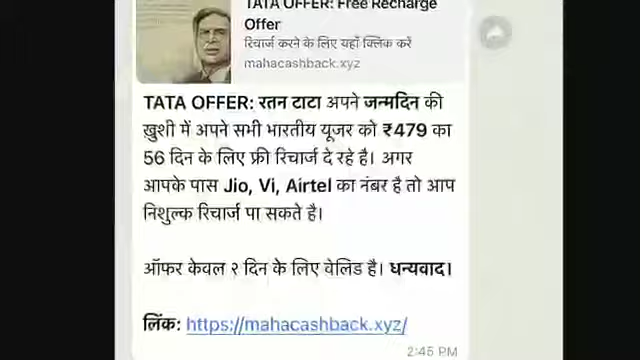 TATA OFFER: Free Recharge
Offer
रिचार्ज करने के लिए यहाँ क्लिक करें
mahacashback.xyz
TATA OFFER: रतन टाटा अपने जन्मदिन की
ख़ुशी में अपने सभी भारतीय यूजर को ₹479 का
56 दिन के लिए फ्री रिचार्ज दे रहे है। अगर
आपके पास Jio, Vi, Airtel का नंबर है तो आप
निशुल्क रिचार्ज पा सकते है।
ऑफर केवल २ दिन के लिए वेलिड है। धन्यवाद।
लिंक: https://mahacashback.xyz/
2:45 PM